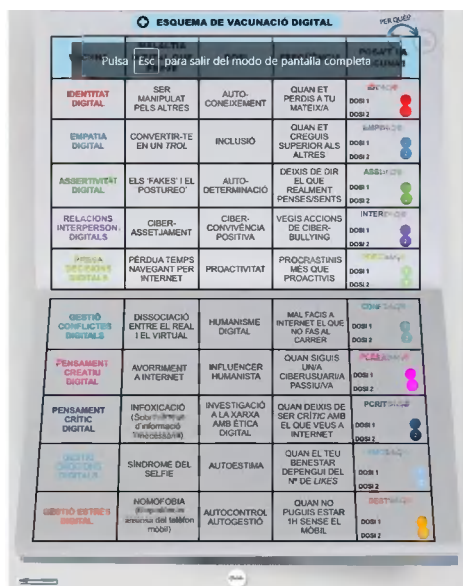 ESQUEMA DE VACUNACIÓ DIGITAL
PER QUÈ?
Pulsa Esc para salir del modo de pantalla completa
IDENTITAT
DIGITAL
SER
MANIPULAT
PELS ALTRES
AUTO-
CONEIXEMENT
QUAN ET
PERDIS A TU
MATEIX/A
DOSI 1
DOSI 2
EMPATIA
DIGITAL
CONVERTIR-TE
EN UN TROL
INCLUSIÓ
QUAN ET
CREGUIS
SUPERIOR ALS
ALTRES
DOSI 1
DOSI 2
ASSERTIVITAT
DIGITAL
ELS 'FAKES' I EL
'POSTUREO'
AUTO-
DETERMINACIÓ
DEIXIS DE DIR
EL QUE
REALMENT
PENSES/SENTS
DOSI 1
DOSI 2
RELACIONS
INTERPERSON.
DIGITALS
CIBER-
ASSETJAMENT
CIBER-
CONVIVÈNCIA
POSITIVA
VEGIS ACCIONS
DE CIBER-
BULLYING
DOSI 1
DOSI 2
PÈRDUA TEMPS
NAVEGANT PER
INTERNET
PROACTIVITAT
PROCRASTINIS
MÉS QUE
PROACTIVIS
DOSI 1
DOSI 2
GESTIÓ
CONFLICTES
DIGITALS
DISSOCIACIÓ
ENTRE EL REAL
I EL VIRTUAL
HUMANISME
DIGITAL
MAL FACIS A
INTERNET EL QUE
NO FAS AL
CARRER
DOSI 1
DOSI 2
PENSAMENT
CREATIU
DIGITAL
AVORRIMENT
A INTERNET
INFLUENCER
HUMANISTA
QUAN SIGUIS
UN/A
CIBERUSUARI/A
PASSIU/VA
DOSI 1
DOSI 2
PENSAMENT
CRÍTIC
DIGITAL
INFOXICACIÓ
d'informació
INVESTIGACIÓ
A LA XARXA
AMB ÈTICA
DIGITAL
QUAN DEIXIS DE
SER CRÍTIC AMB
EL QUE VEUS A
INTERNET
DOSI 1
DOSI 2
SÍNDROME DEL
SELFIE
AUTOESTIMA
QUAN EL TEU
BENESTAR
DEPENGUI DEL
Nº DE LIKES
DOSI 1
DOSI 2
GESTIÓ ESTRÈS
DIGITAL
NOMOFOBIA
del telèfon
mòbil)
AUTOCONTROL
AUTOGESTIÓ
QUAN NO
PUGUIS ESTAR
1H SENSE EL
MÒBIL
DOSI 1
DOSI 2